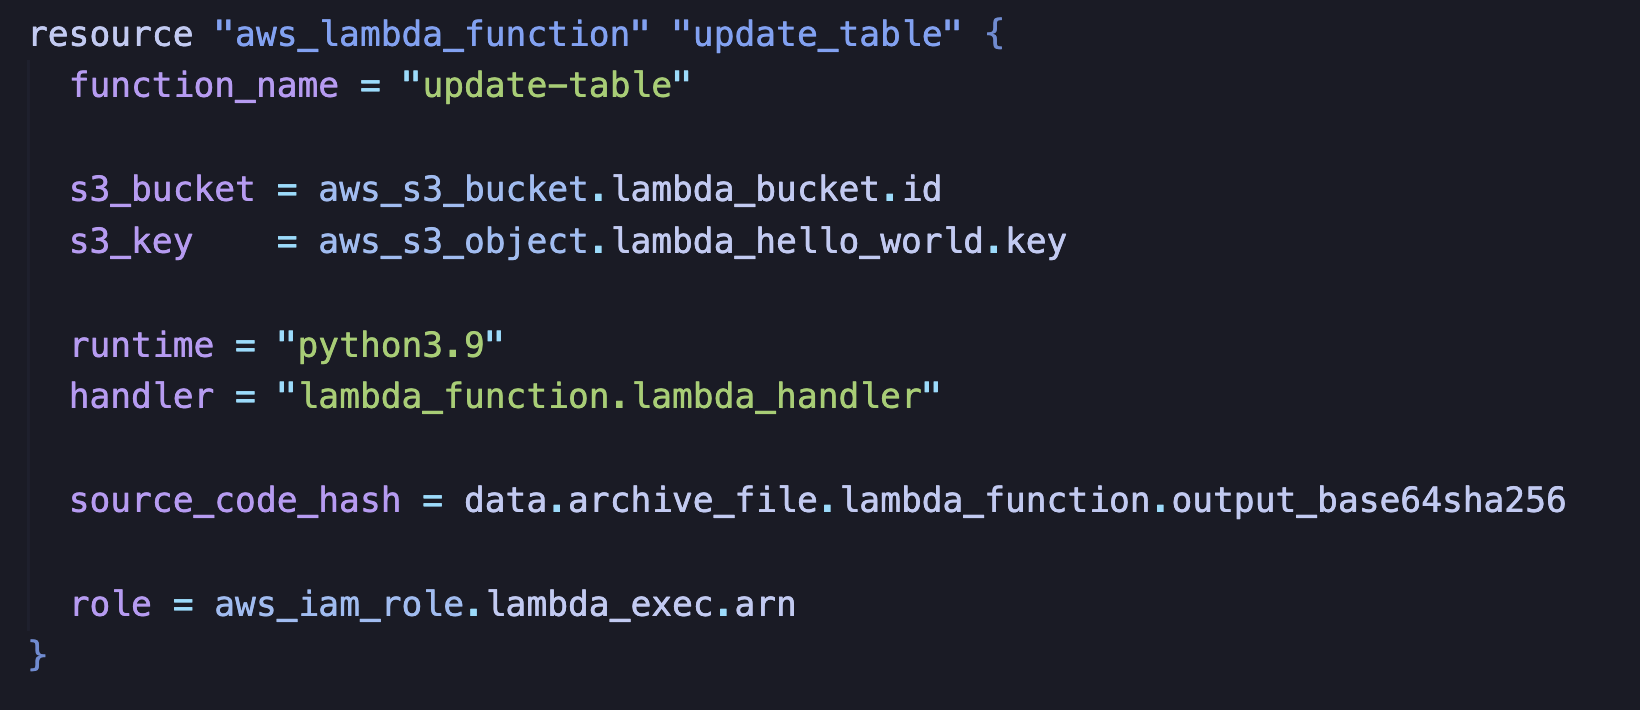 resource "aws_lambda_function" "update_table" {
  function_name = "update-table"

  s3_bucket = aws_s3_bucket.lambda_bucket.id
  s3_key    = aws_s3_object.lambda_hello_world.key

  runtime = "python3.9"
  handler = "lambda_function.lambda_handler"

  source_code_hash = data.archive_file.lambda_function.output_base64sha256

  role = aws_iam_role.lambda_exec.arn
}